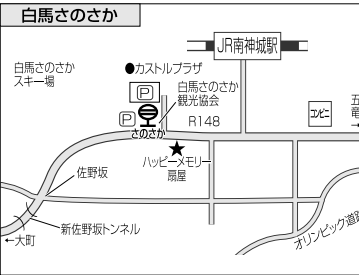 白馬さのさか
JR南神城駅
白馬さのさか
スキー場
●カストルプラザ
P
白馬さのさか
観光協会
P
さのさか
R148
コンビニ
五
竜
ハッピーメモリー
扇屋
佐野坂
新佐野坂トンネル
←大町
オリンピック道路